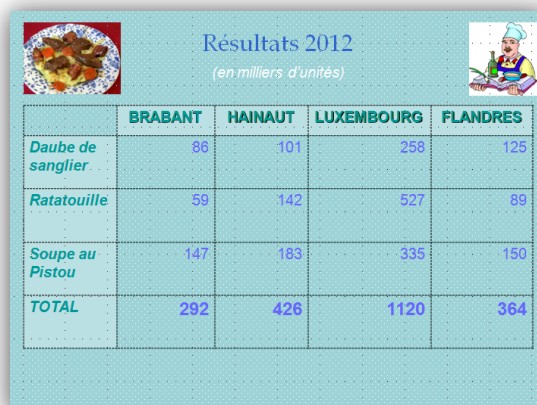 Résultats 2012
(en milliers d'unités)
BRABANT HAINAUT LUXEMBOURG FLANDRES
Daube de
sanglier 86 101 258 125
Ratatouille 59 142 527 89
Soupe au
Pistou 147 183 335 150
TOTAL 292 426 1120 364